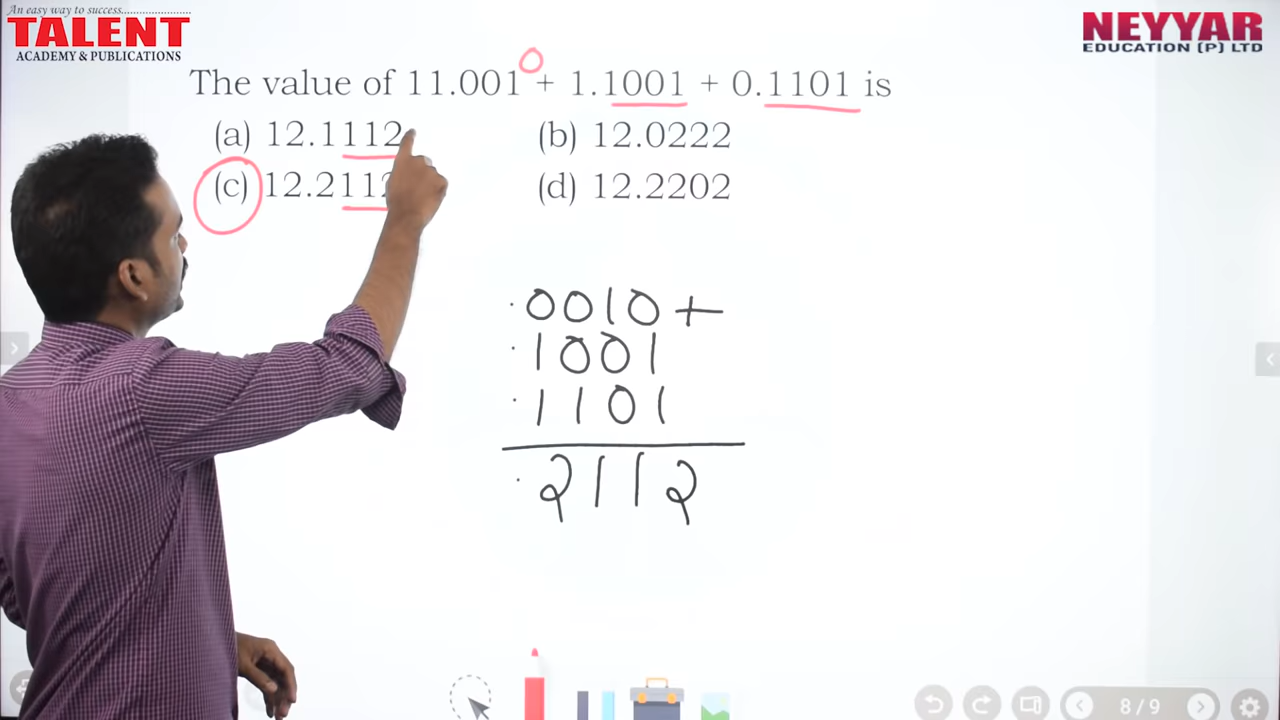 An easy way to success........................
TALENT
ACADEMY & PUBLICATIONS
NEYYAR
EDUCATION (P) LTD
0
The value of 11.001 + 1.1001 + 0.1101 is
(a) 12.1112 (b) 12.0222
(c) 12.2112 (d) 12.2202
.0010+
.1001
.1101
.2112
8/9